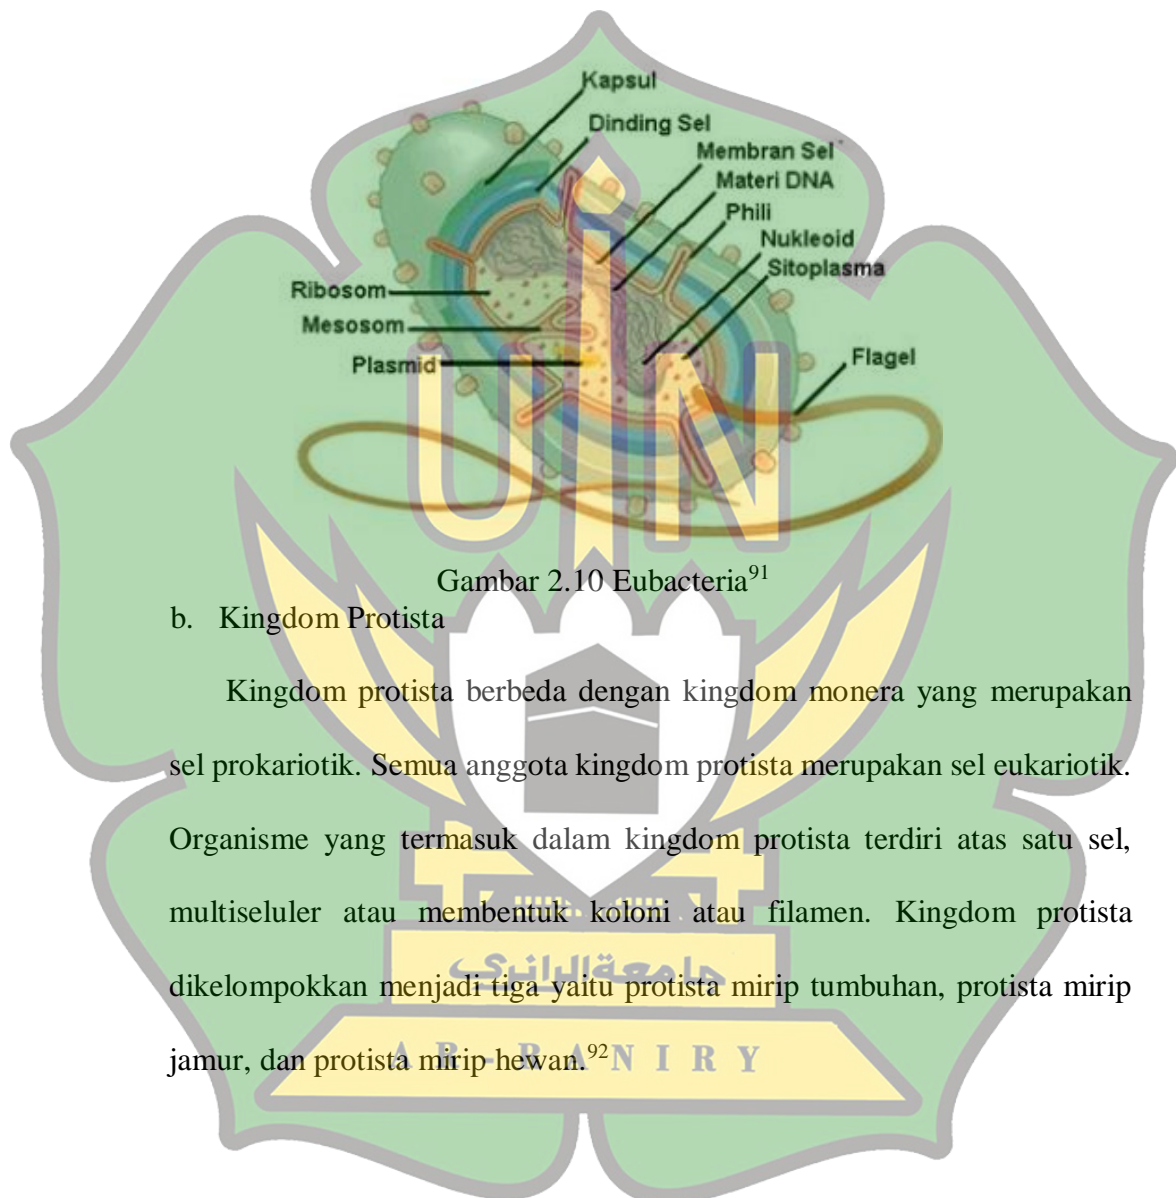 Kapsul
Dinding Sel
Membran Sel
Materi DNA
Phili
Nukleoid
Sitoplasma
Ribosom
Mesosom
Plasmid
Flagel
UIN
Gambar 2.10 Eubacteria⁹¹
b. Kingdom Protista
Kingdom protista berbeda dengan kingdom monera yang merupakan
sel prokariotik. Semua anggota kingdom protista merupakan sel eukariotik.
Organisme yang termasuk dalam kingdom protista terdiri atas satu sel,
multiseluler atau membentuk koloni atau filamen. Kingdom protista
جامعة الرانري
dikelompokkan menjadi tiga yaitu protista mirip tumbuhan, protista mirip
jamur, dan protista mirip hewan.⁹²
AR-RANIRY